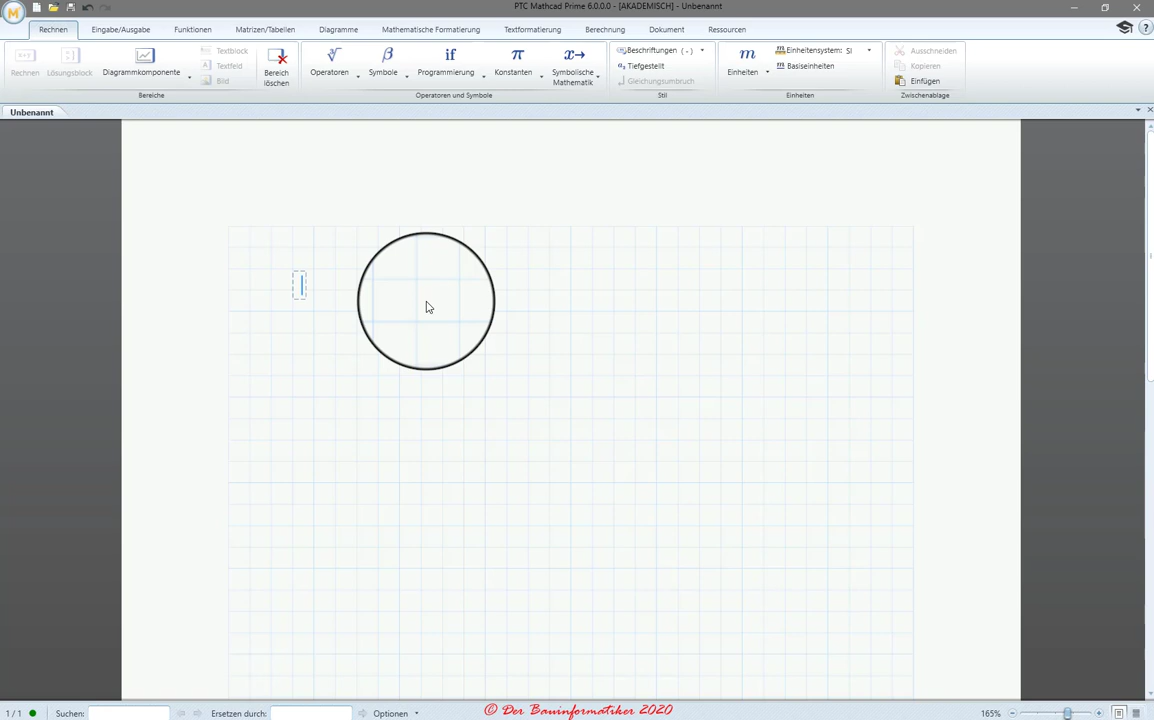 PTC Mathcad Prime 6.0.0.0 - [AKADEMISCH] - Unbenannt
Rechnen Eingabe/Ausgabe Funktionen Matrizen/Tabellen Diagramme Mathematische Formatierung Textformatierung Berechnung Dokument Ressourcen
Rechnen Lösungsblock Diagrammkomponente Textblock Textfeld Bild Bereich löschen
Operatoren Symbole Programmierung Konstanten Symbolische Mathematik
Beschriftungen ( - ) Tiefgestellt Gleichungsumbruch
Einheiten Einheitensystem: SI Basiseinheiten
Ausschneiden Kopieren Einfügen
Bereiche Operatoren und Symbole Stil Einheiten Zwischenablage
Unbenannt
1 / 1 Suchen: Ersetzen durch: Optionen © Der Bauinformatiker 2020 165%